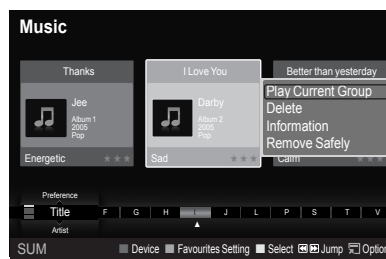 Music
Thanks
I Love You
Better than yesterday
Jee
Album 1
2005
Pop
Darby
Album 2
2005
Pop
Play Current Group
Delete
Information
Remove Safely
Energetic
Sad
Calm
Preference
Title F G H I J L P S T V
Artist
SUM Device Favourites Setting Select Jump Option